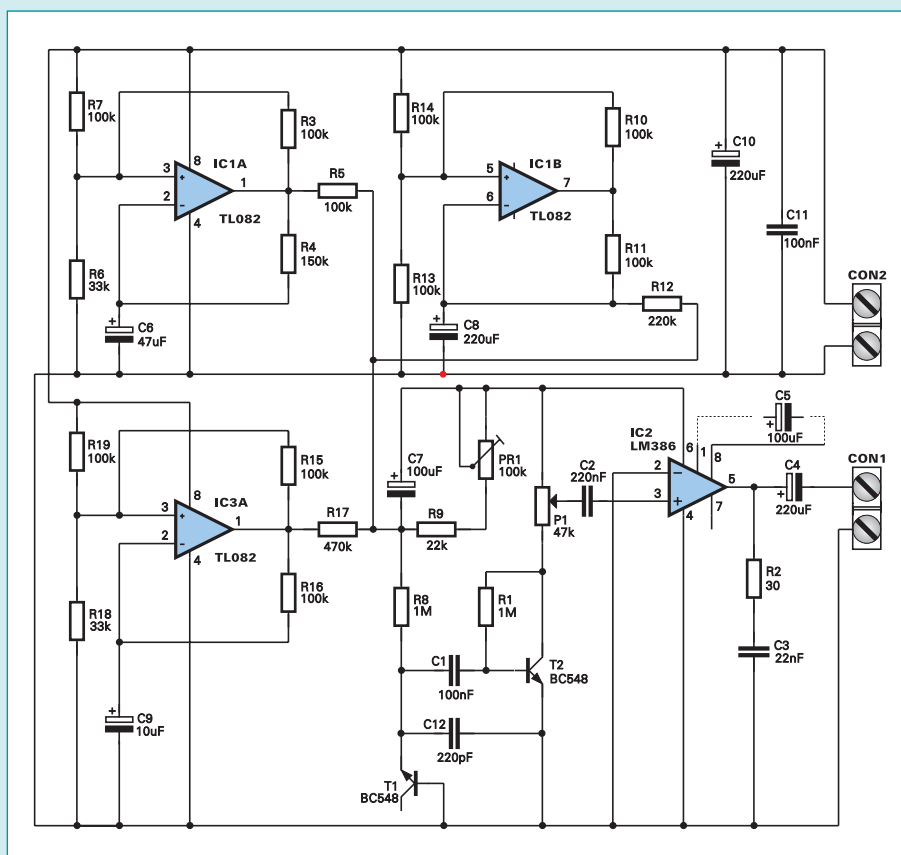 R7
100k
R3
100k
8
3
+
2
-
IC1A
1
TL082
4
R5
100k
R4
150k
R6
33k
+
C6
47uF
R14
100k
R10
100k
5
+
6
-
IC1B
7
TL082
R11
100k
R13
100k
R12
220k
+
C8
220uF
+
C10
220uF
C11
100nF
CON2
R19
100k
R15
100k
8
3
+
2
-
IC3A
1
TL082
4
R17
470k
R16
100k
R18
33k
+
C9
10uF
C7
100uF
+
PR1
100k
R9
22k
P1
47k
C2
220nF
IC2
LM386
6
1
8
2
-
3
+
5
4
7
C5
+
100uF
C4
+
220uF
CON1
R2
30
C3
22nF
R8
1M
R1
1M
C1
100nF
T2
BC548
C12
220pF
T1
BC548